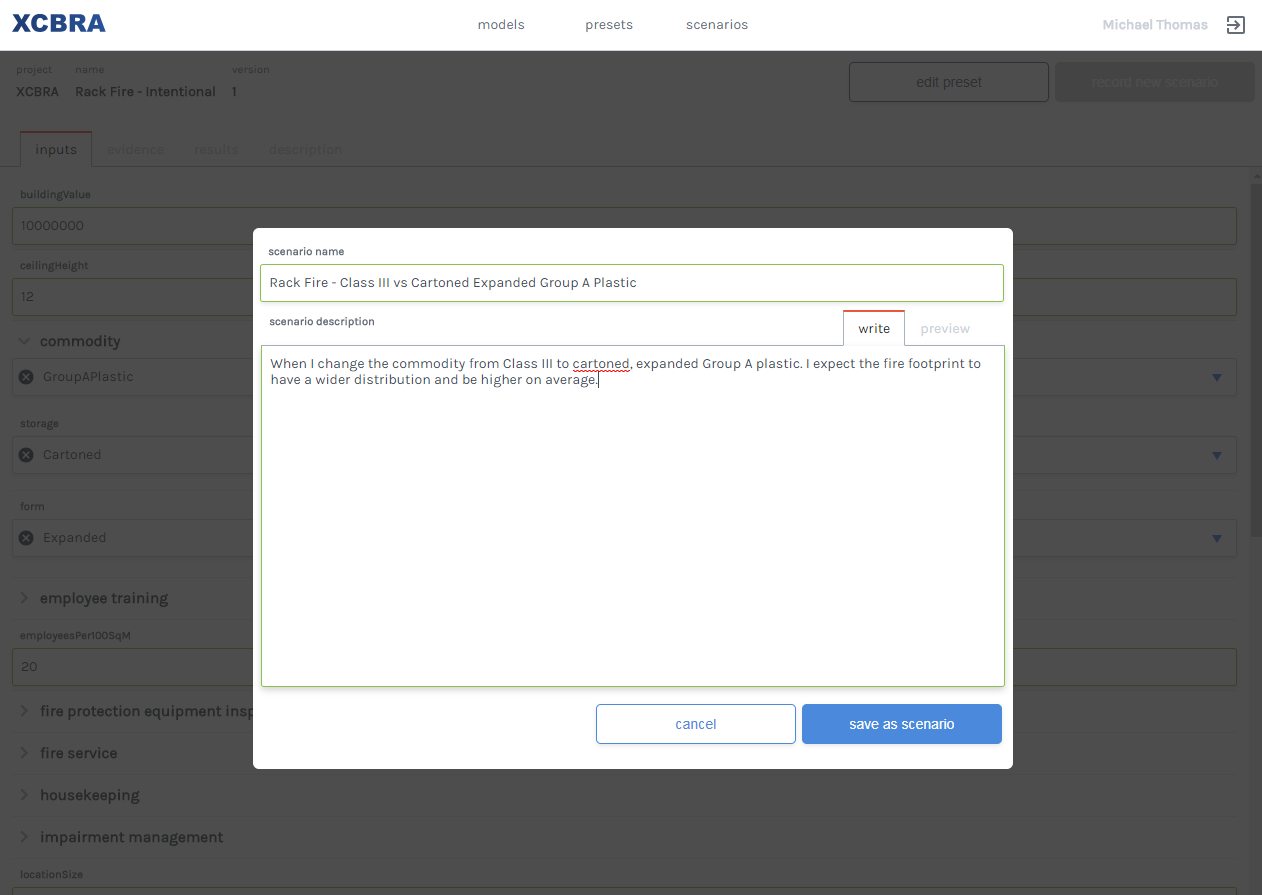 XCBRA
models
presets
scenarios
Michael Thomas
project
name
version
XCBRA
Rack Fire - Intentional
1
edit preset
record new scenario
inputs
evidence
results
description
buildingValue
10000000
ceilingHeight
12
commodity
GroupAPlastic
storage
Cartoned
form
Expanded
employee training
employeesPer100SqM
20
fire protection equipment insp
fire service
housekeeping
impairment management
locationSize
scenario name
Rack Fire - Class III vs Cartoned Expanded Group A Plastic
scenario description
write
preview
When I change the commodity from Class III to cartoned, expanded Group A plastic. I expect the fire footprint to
have a wider distribution and be higher on average.
cancel
save as scenario